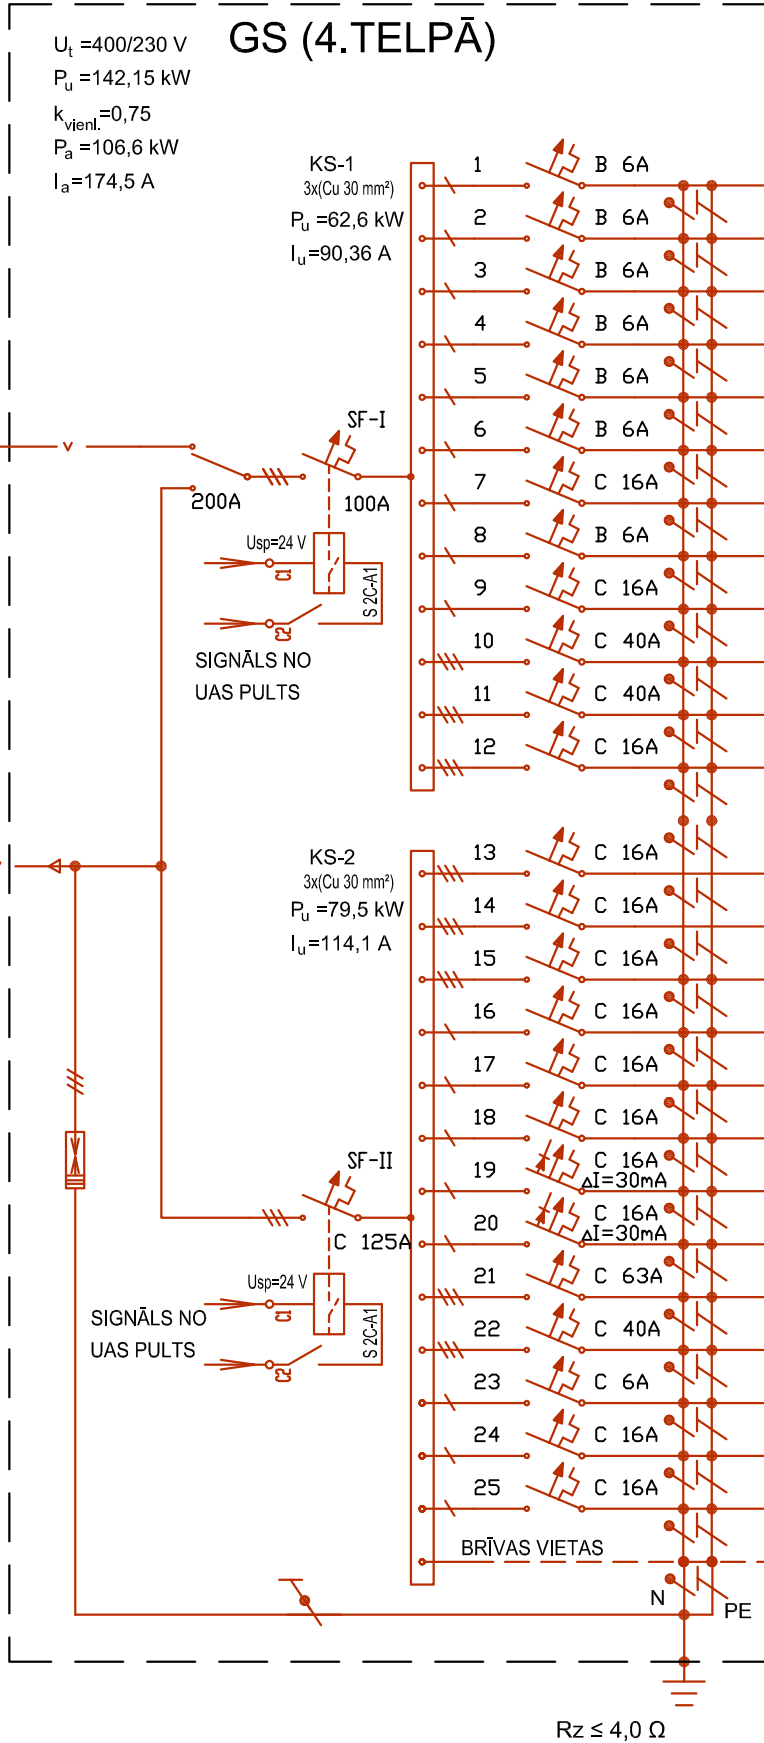 GS (4.TELPĀ)
Ut =400/230 V
Pu =142,15 kW
kvienl.=0,75
Pa =106,6 kW
Ia=174,5 A
KS-1
3x(Cu 30 mm²)
Pu =62,6 kW
Iu=90,36 A
1 B 6A
2 B 6A
3 B 6A
4 B 6A
5 B 6A
6 B 6A
7 C 16A
8 B 6A
9 C 16A
10 C 40A
11 C 40A
12 C 16A
SF-I
200A
100A
Usp=24 V
C1
S 2C-A1
C2
SIGNĀLS NO
UAS PULTS
KS-2
3x(Cu 30 mm²)
Pu =79,5 kW
Iu=114,1 A
13 C 16A
14 C 16A
15 C 16A
16 C 16A
17 C 16A
18 C 16A
19 C 16A
ΔI=30mA
20 C 16A
ΔI=30mA
21 C 63A
22 C 40A
23 C 6A
24 C 16A
25 C 16A
SF-II
C 125A
Usp=24 V
C1
S 2C-A1
C2
SIGNĀLS NO
UAS PULTS
BRĪVAS VIETAS
N
PE
Rz ≤ 4,0 Ω